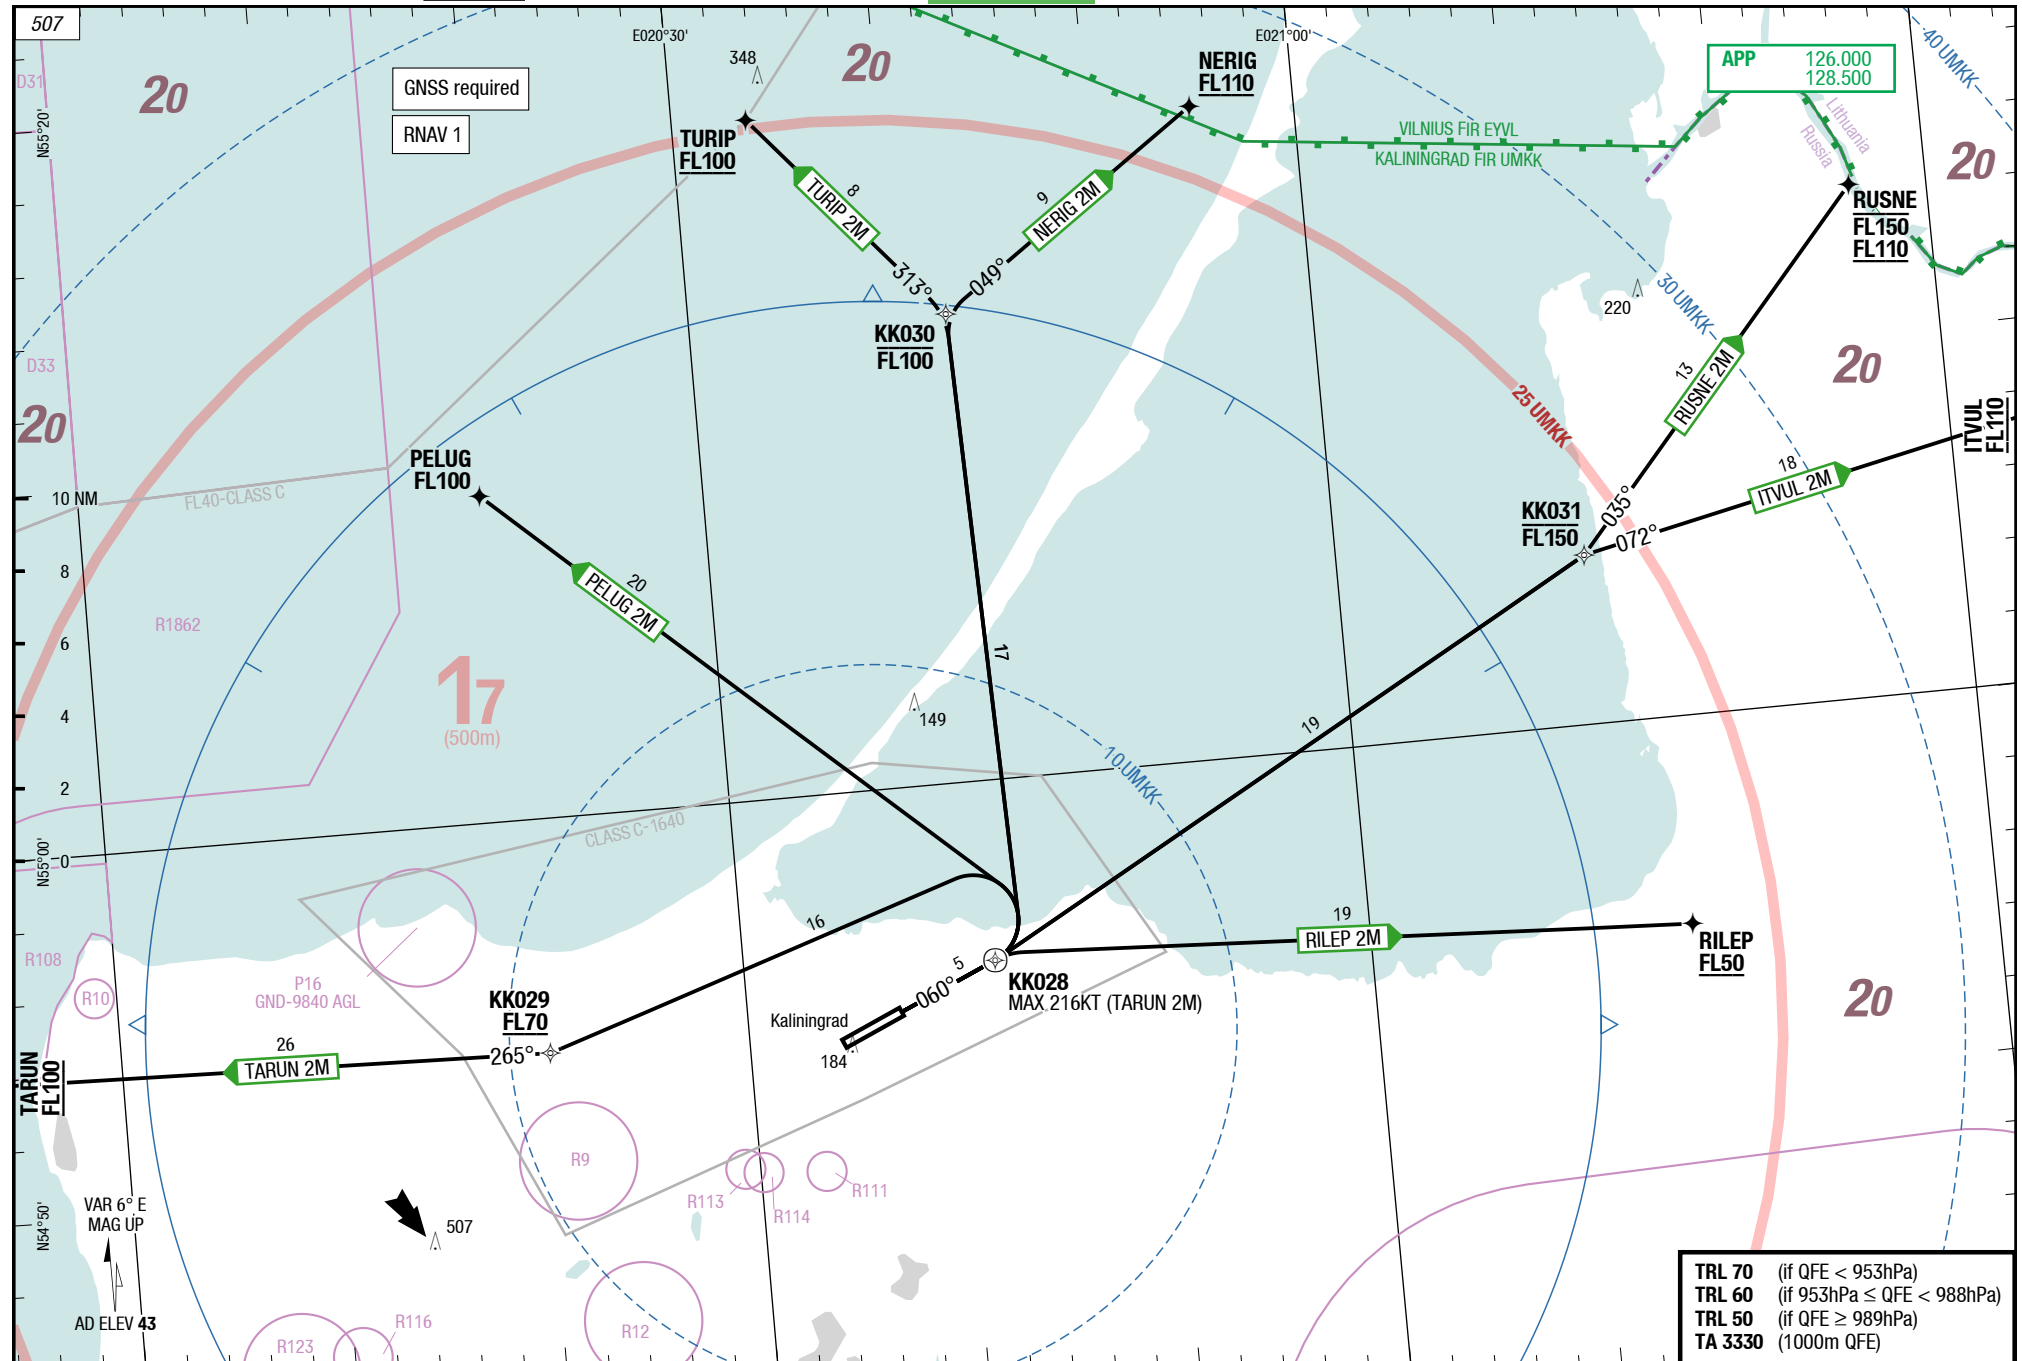 507
E020°30'
E021°00'
40 UMKK
348
NERIG
FL110
APP 126.000
128.500
D31
20
20
GNSS required
RNAV 1
N55°20'
TURIP
FL100
VILNIUS FIR EYVL
KALININGRAD FIR UMKK
Lithuania
Russia
20
8
TURIP 2M
9
NERIG 2M
RUSNE
FL150
FL110
313°
049°
30 UMKK
220
KK030
FL100
D33
20
13
RUSNE 2M
20
25 UMKK
ITVUL
FL110
PELUG
FL100
18
ITVUL 2M
10 NM
FL40-CLASS C
035°
KK031
FL150
072°
8
20
PELUG 2M
R1862
6
17
17
(500m)
4
149
19
10 UMKK
2
CLASS C-1640
N55°00'
0
16
19
RILEP 2M
RILEP
FL50
R108
P16
GND-9840 AGL
R10
5
060°
KK028
MAX 216KT (TARUN 2M)
KK029
FL70
Kaliningrad
184
20
265°
26
TARUN 2M
TARUN
FL100
R9
R113
R114
R111
VAR 6° E
MAG UP
N54°50'
507
AD ELEV 43
R123
R116
R12
TRL 70 (if QFE < 953hPa)
TRL 60 (if 953hPa ≤ QFE < 988hPa)
TRL 50 (if QFE ≥ 989hPa)
TA 3330 (1000m QFE)